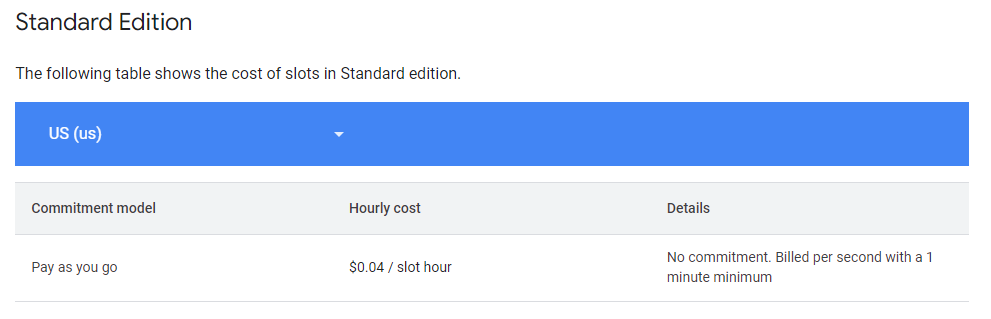 Standard Edition
The following table shows the cost of slots in Standard edition.
US (us)
Commitment model Hourly cost Details
Pay as you go $0.04 / slot hour No commitment. Billed per second with a 1
minute minimum